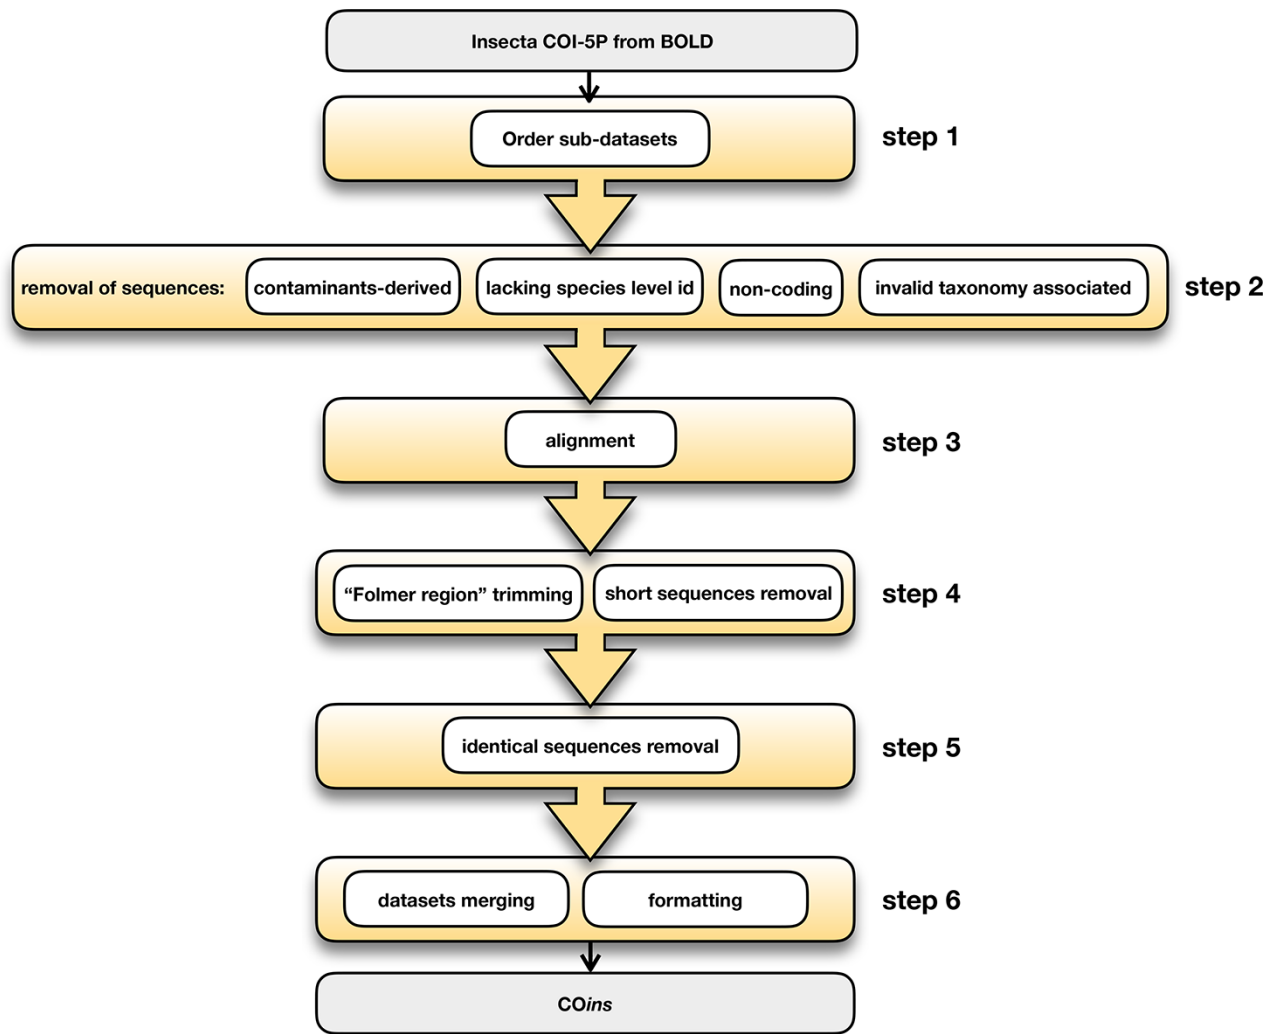 Insecta COI-5P from BOLD
Order sub-datasets
step 1
removal of sequences:
contaminants-derived
lacking species level id
non-coding
invalid taxonomy associated
step 2
alignment
step 3
“Folmer region” trimming
short sequences removal
step 4
identical sequences removal
step 5
datasets merging
formatting
step 6
COins